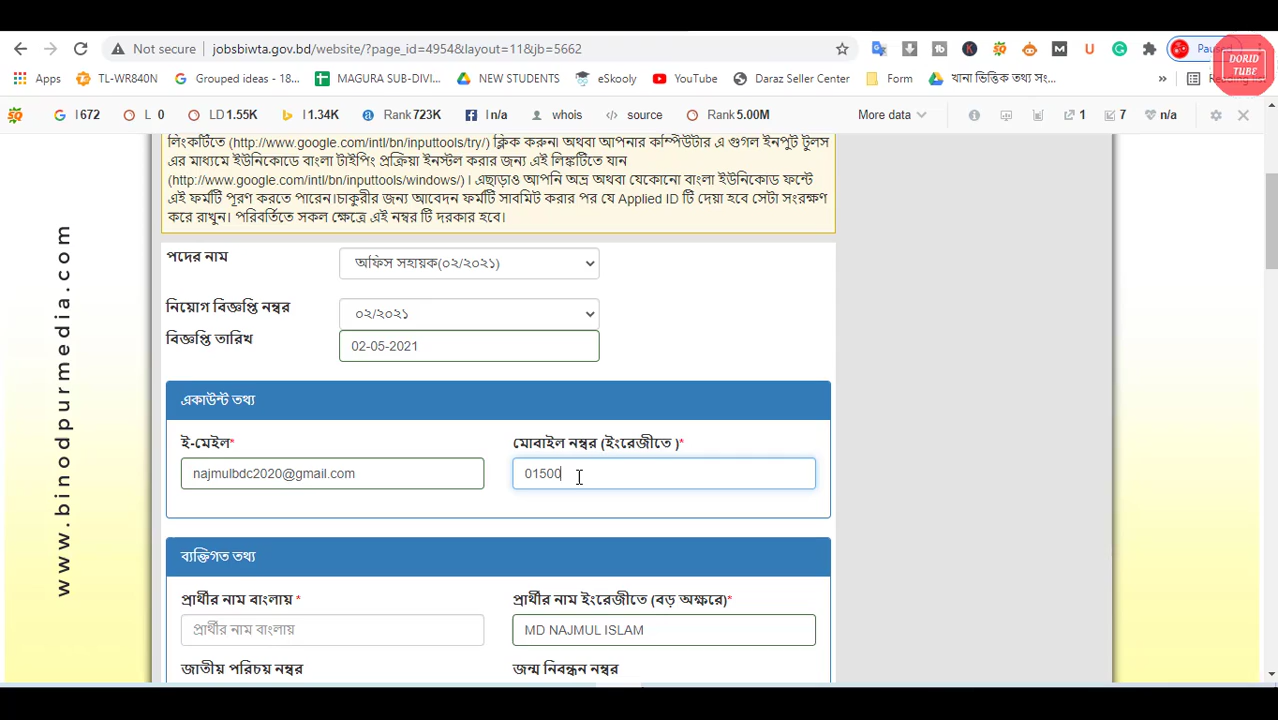 Not secure
jobsbiwta.gov.bd/website/?page_id=4954&layout=11&jb=5662
Paused
DORID
TUBE
Apps
TL-WR840N
Grouped ideas - 18...
MAGURA SUB-DIVI...
NEW STUDENTS
eSkooly
YouTube
Daraz Seller Center
Form
খানা ভিত্তিক তথ্য সং...
»
Reading list
I 672
L 0
LD 1.55K
I 1.34K
Rank 723K
I n/a
whois
source
Rank 5.00M
More data
1
7
n/a
লিংকটিতে (http://www.google.com/intl/bn/inputtools/try/) ক্লিক করুন। অথবা আপনার কম্পিউটার এ গুগল ইনপুট টুলস
এর মাধ্যমে ইউনিকোডে বাংলা টাইপিং প্রক্রিয়া ইনস্টল করার জন্য এই লিঙ্কটিতে যান
(http://www.google.com/intl/bn/inputtools/windows/) । এছাড়াও আপনি অভ্র অথবা যেকোনো বাংলা ইউনিকোড ফন্টে
এই ফর্মটি পূরণ করতে পারেন।চাকুরীর জন্য আবেদন ফর্মটি সাবমিট করার পর যে Applied ID টি দেয়া হবে সেটা সংরক্ষণ
করে রাখুন। পরিবর্তিতে সকল ক্ষেত্রে এই নম্বর টি দরকার হবে।
www.binodpurmedia.com
পদের নাম
অফিস সহায়ক(০২/২০২১)
নিয়োগ বিজ্ঞপ্তি নম্বর
০২/২০২১
বিজ্ঞপ্তি তারিখ
02-05-2021
একাউন্ট তথ্য
ই-মেইল*
মোবাইল নম্বর (ইংরেজীতে )*
najmulbdc2020@gmail.com
01500
ব্যক্তিগত তথ্য
প্রার্থীর নাম বাংলায় *
প্রার্থীর নাম ইংরেজীতে (বড় অক্ষরে)*
প্রার্থীর নাম বাংলায়
MD NAJMUL ISLAM
জাতীয় পরিচয় নম্বর
জন্ম নিবন্ধন নম্বর